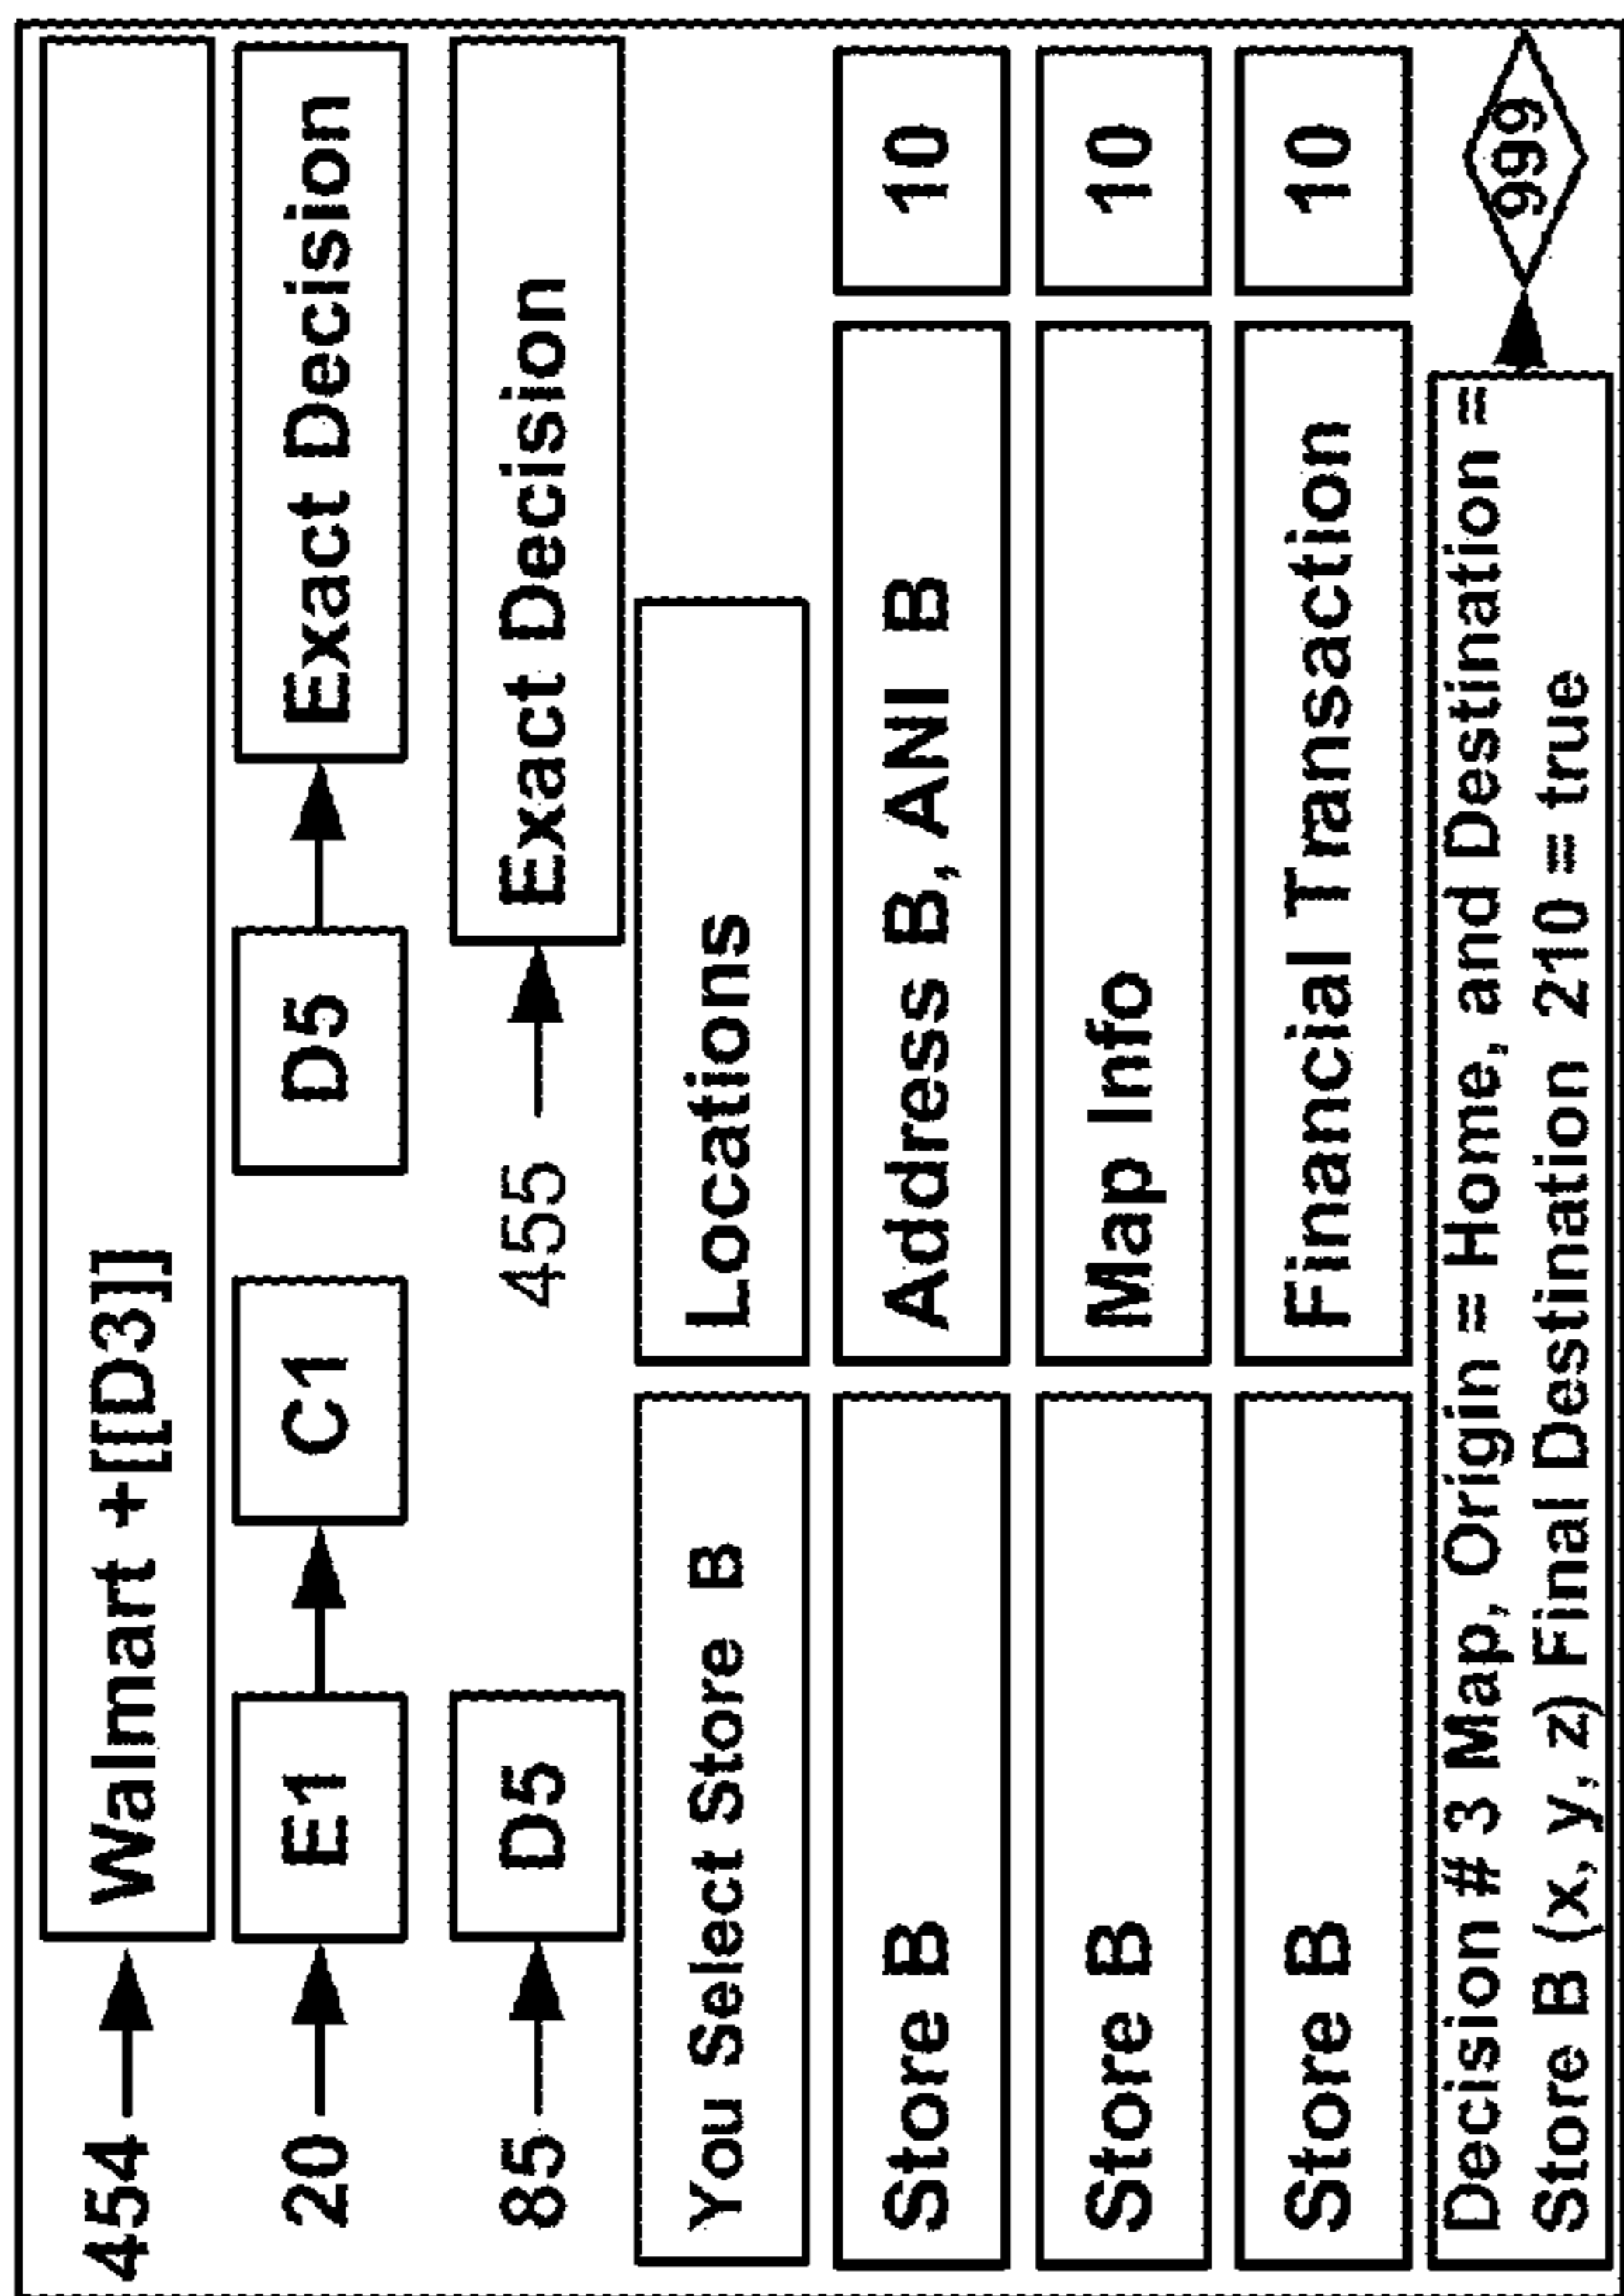 454 Walmart +[[D3]]
20 E1 C1 D5 Exact Decision
85 D5 455 Exact Decision
You Select Store B Locations
Store B Address B, ANI B 10
Store B Map Info 10
Store B Financial Transaction 10
Decision # 3 Map, Origin = Home, and Destination = 999
Store B (x, y, z) Final Destination 210 = true